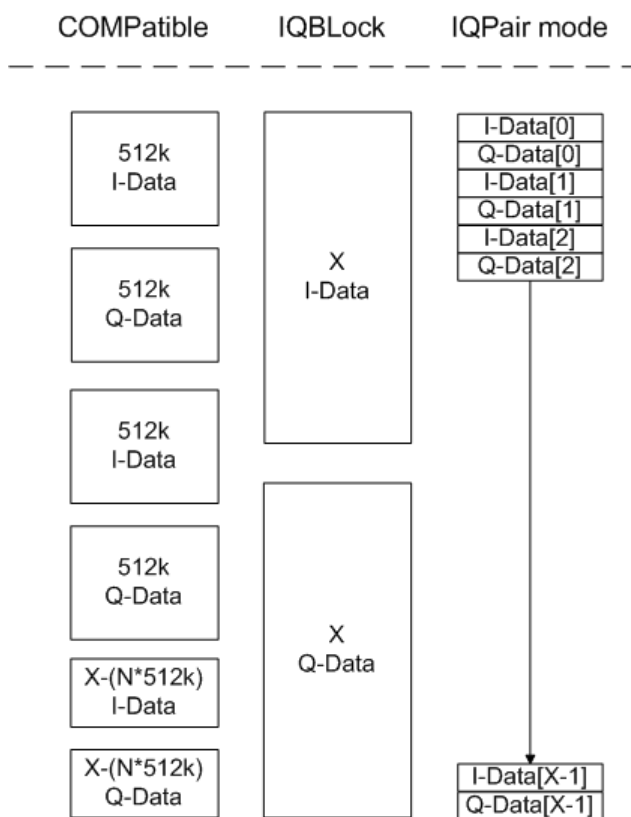 COMPatible
IQBLock
IQPair mode
512k
I-Data
512k
Q-Data
512k
I-Data
512k
Q-Data
X-(N*512k)
I-Data
X-(N*512k)
Q-Data
X
I-Data
X
Q-Data
I-Data[0]
Q-Data[0]
I-Data[1]
Q-Data[1]
I-Data[2]
Q-Data[2]
I-Data[X-1]
Q-Data[X-1]